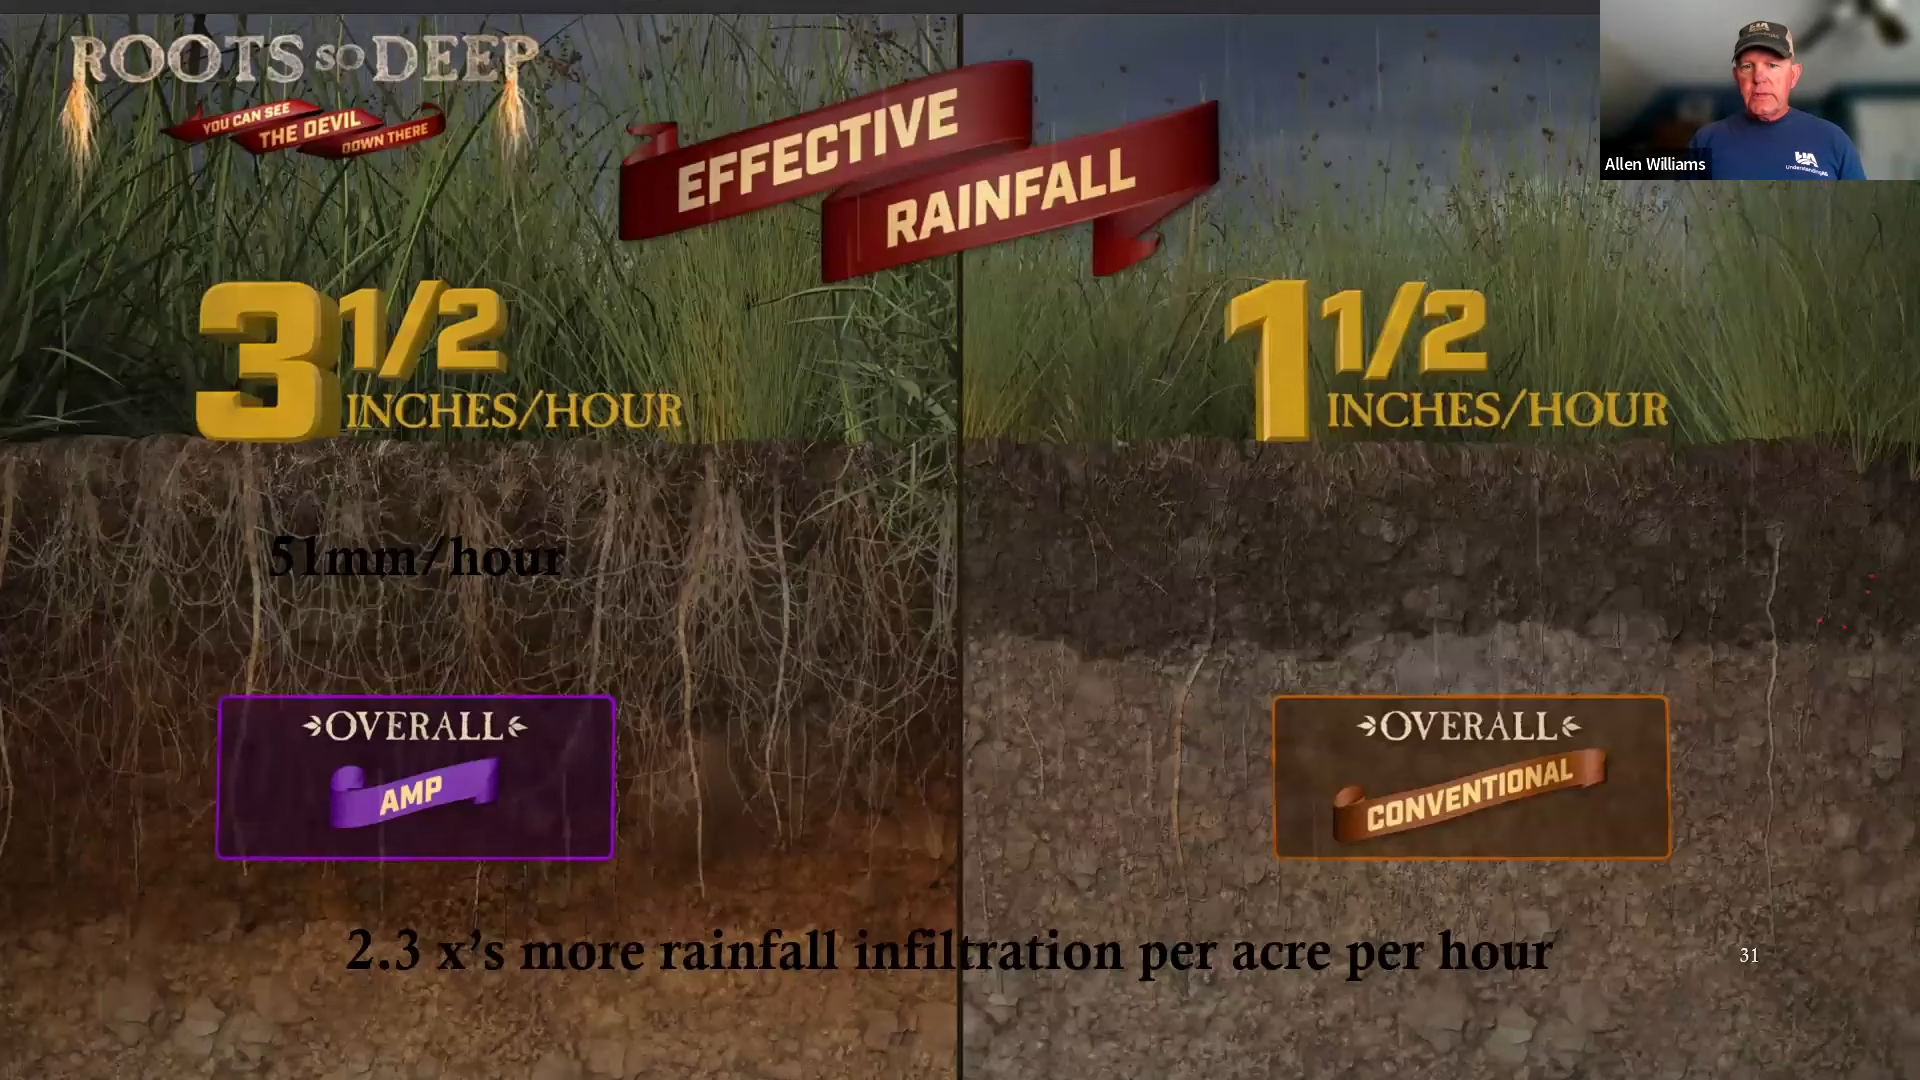 ROOTS SO DEEP
YOU CAN SEE
THE DEVIL
DOWN THERE
EFFECTIVE
RAINFALL
Allen Williams
UnderstandingAG
3 1/2
INCHES/HOUR
1 1/2
INCHES/HOUR
51mm/hour
OVERALL
AMP
OVERALL
CONVENTIONAL
2.3 x’s more rainfall infiltration per acre per hour
31